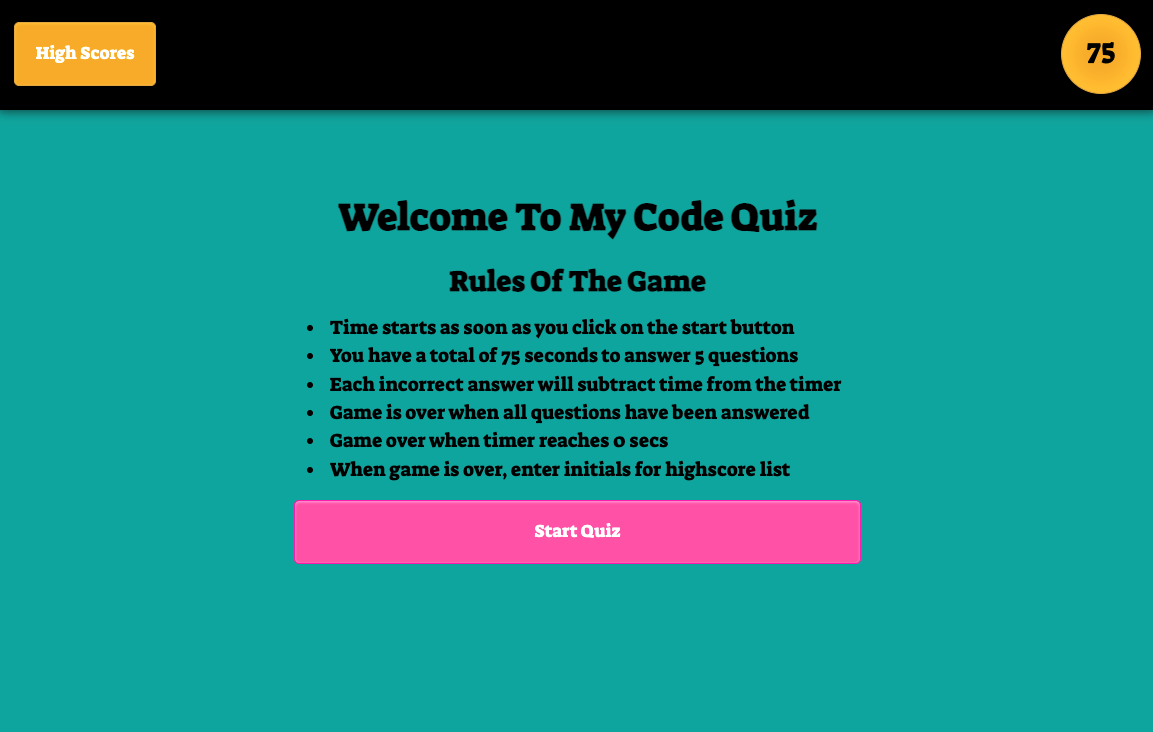 High Scores
75
Welcome To My Code Quiz
Rules Of The Game
• Time starts as soon as you click on the start button
• You have a total of 75 seconds to answer 5 questions
• Each incorrect answer will subtract time from the timer
• Game is over when all questions have been answered
• Game over when timer reaches 0 secs
• When game is over, enter initials for highscore list
Start Quiz